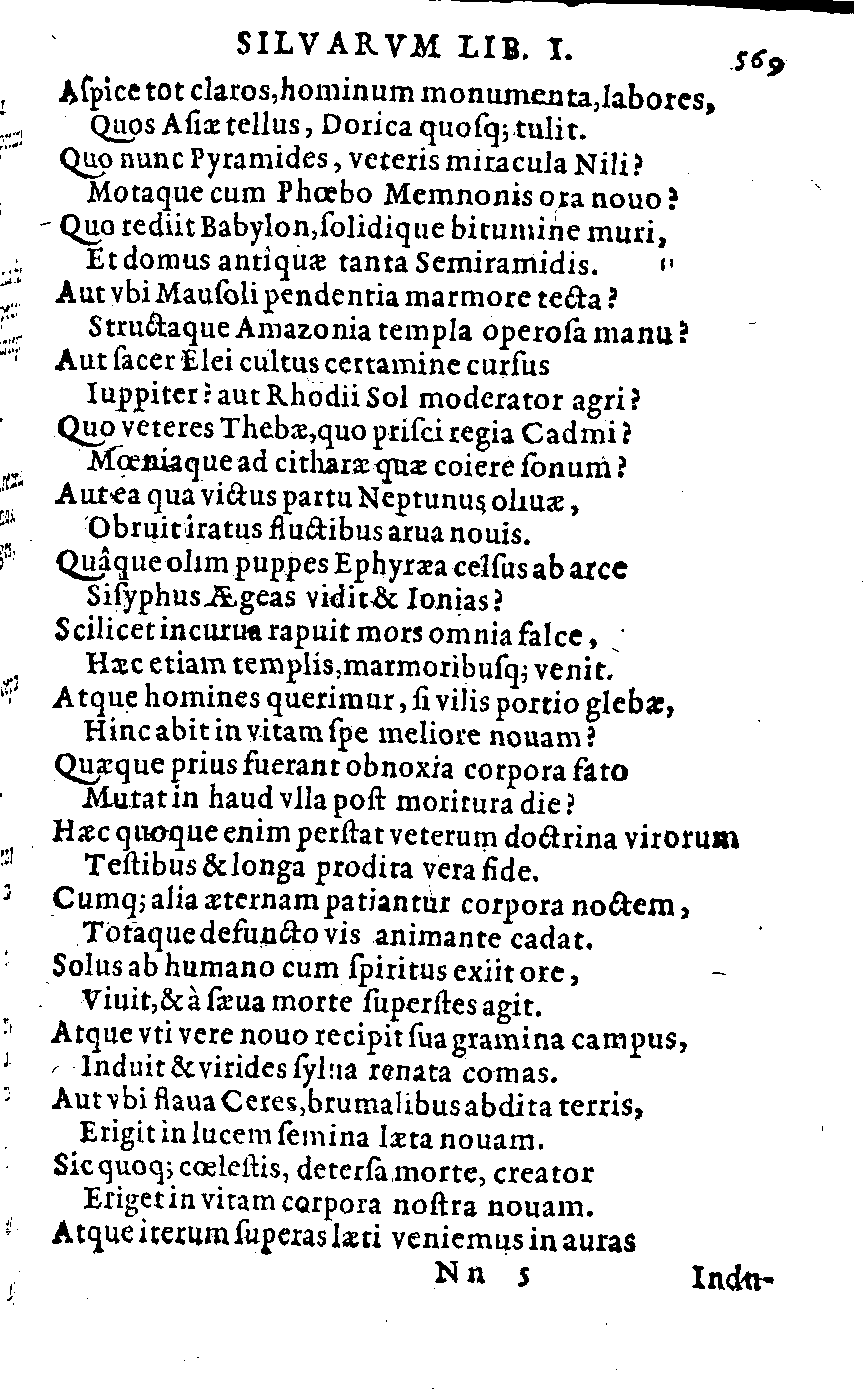 SILVARVM LIB. I. 569
Aſpice tot claros, hominum monumenta, labores,
Quos Aſiæ tellus, Dorica quoſq; tulit.
Quo nunc Pyramides, veteris miracula Nili?
Motaque cum Phœbo Memnonis ora nouo?
Quo rediit Babylon, ſolidique bitumine muri,
Et domus antiquæ tanta Semiramidis.
Aut vbi Mauſoli pendentia marmore tecta?
Structaque Amazonia templa operoſa manu?
Aut ſacer Elei cultus certamine curſus
Iuppiter? aut Rhodii Sol moderator agri?
Quo veteres Thebæ, quo priſci regia Cadmi?
Mœniaque ad citharæ quæ coiere ſonum?
Aut ea qua victus partu Neptunus oliuæ,
Obruit iratus fluctibus arua nouis.
Quâque olim puppes Ephyræa celſus ab arce
Siſyphus Ægeas vidit & Ionias?
Scilicet incurua rapuit mors omnia falce,
Hæc etiam templis, marmoribuſq; venit.
Atque homines querimur, ſi vilis portio glebæ,
Hinc abit in vitam ſpe meliore nouam?
Quæque prius fuerant obnoxia corpora fato
Mutat in haud vlla poſt moritura die?
Hæc quoque enim perſtat veterum doctrina virorum
Teſtibus & longa prodita vera fide.
Cumq; alia æternam patiantur corpora noctem,
Totaque defuncto vis animante cadat.
Solus ab humano cum ſpiritus exiit ore,
Viuit, & à ſæua morte ſuperſtes agit.
Atque vti vere nouo recipit ſua gramina campus,
Induit & virides ſylua renata comas.
Aut vbi flaua Ceres, brumalibus abdita terris,
Erigit in lucem ſemina læta nouam.
Sic quoq; cœleſtis, deterſa morte, creator
Eriget in vitam corpora noſtra nouam.
Atque iterum ſuperas læti veniemus in auras
Nn 5 Indu-